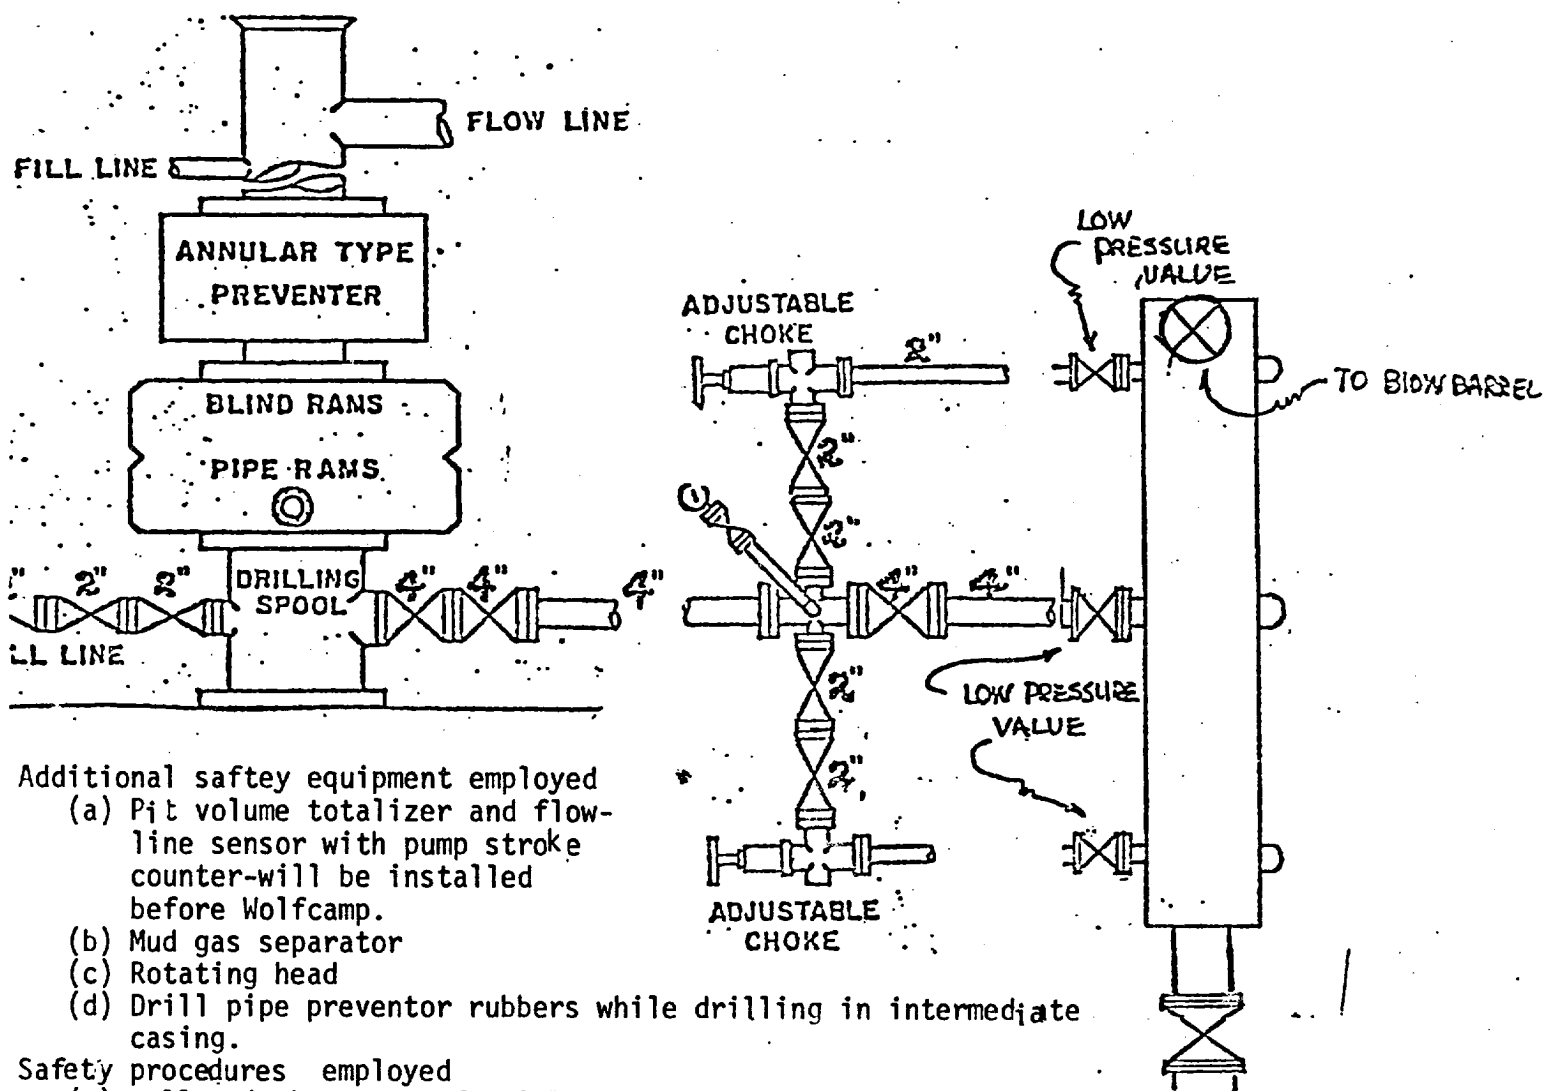 FLOW LINE
FILL LINE
ANNULAR TYPE
PREVENTER
BLIND RAMS
PIPE RAMS
DRILLING
SPOOL
" 2" 2"
4" 4" 4"
LL LINE
LOW
PRESSURE
VALUE
ADJUSTABLE
CHOKE
2"
TO BLOW BARREL
2"
2"
4" 4"
2"
LOW PRESSURE
VALUE
2"
ADJUSTABLE
CHOKE
Additional saftey equipment employed
(a) Pit volume totalizer and flow-
line sensor with pump stroke
counter-will be installed
before Wolfcamp.
(b) Mud gas separator
(c) Rotating head
(d) Drill pipe preventor rubbers while drilling in intermediate
casing.
Safety procedures employed